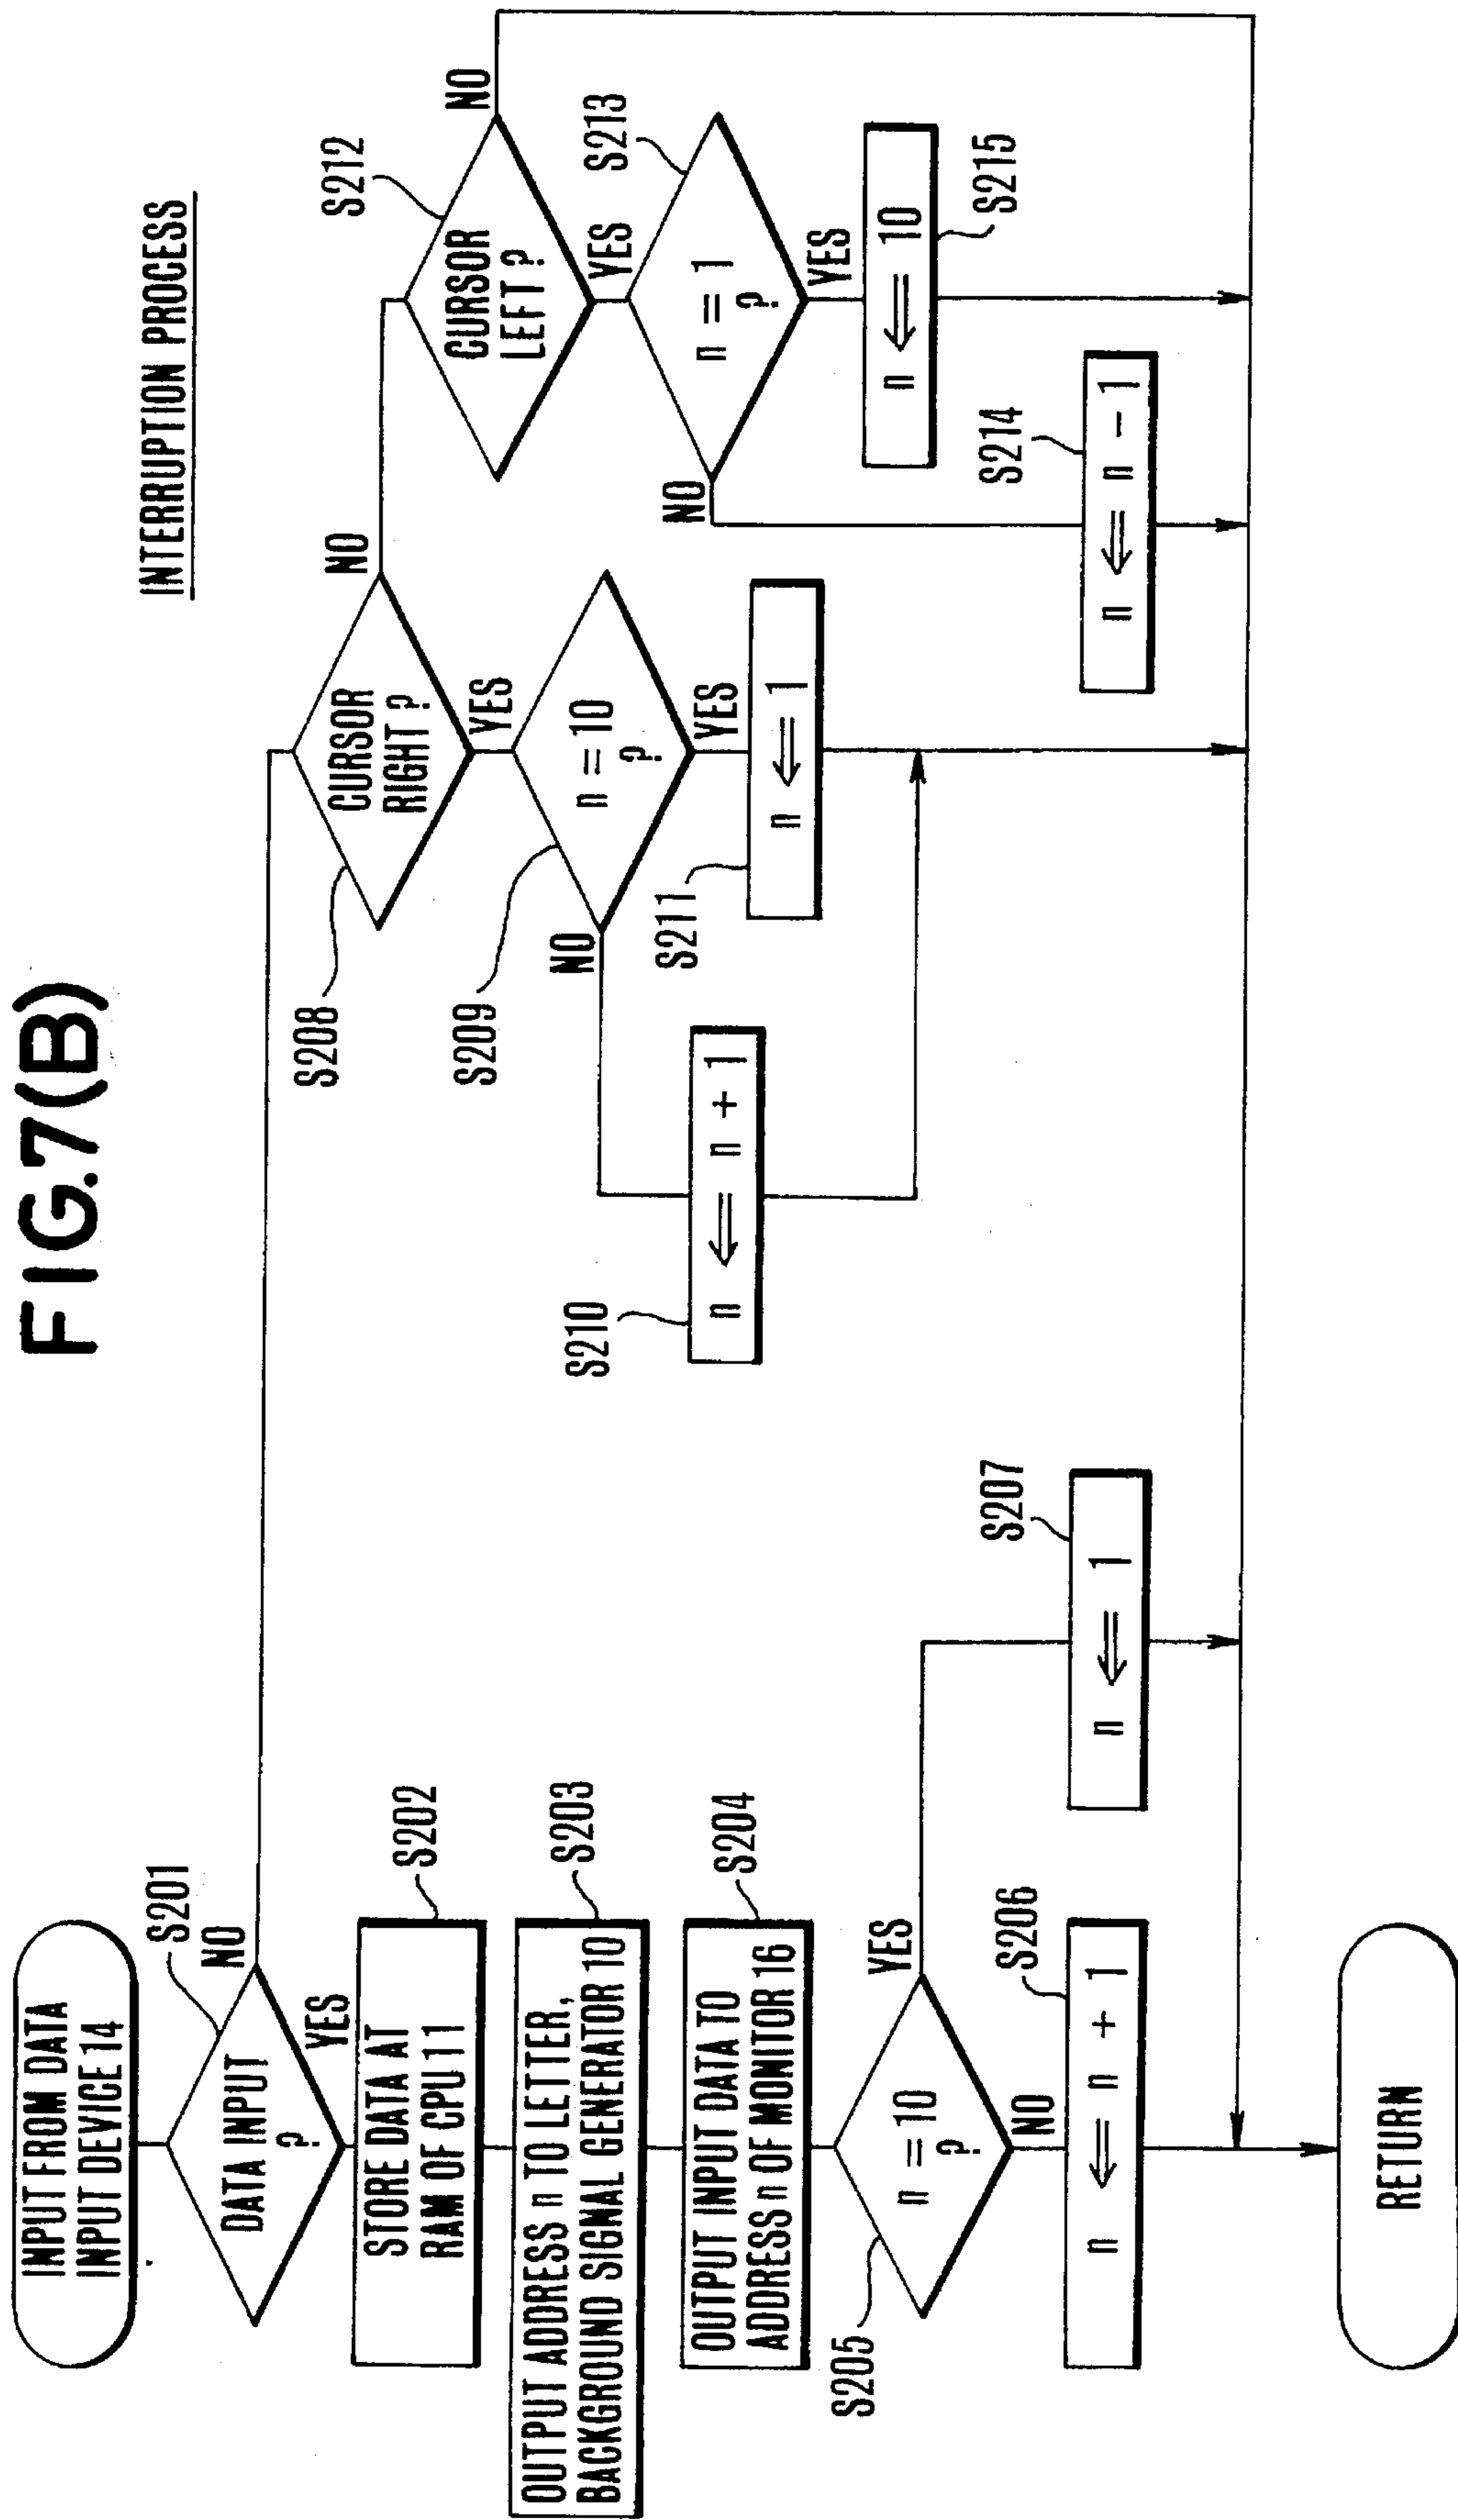 FIG.7(B)
INTERRUPTION PROCESS
INPUT FROM DATA
INPUT DEVICE 14
S201
DATA INPUT
?
NO
YES
S202
STORE DATA AT
RAM OF CPU 11
S203
OUTPUT ADDRESS n TO LETTER,
BACKGROUND SIGNAL GENERATOR 10
S204
OUTPUT INPUT DATA TO
ADDRESS n OF MONITOR 16
S205
n = 10
?
YES
NO
S206
n ⇐ n + 1
S207
n ⇐ 1
RETURN
S208
CURSOR
RIGHT ?
NO
YES
S209
n = 10
?
NO
YES
S210
n ⇐ n + 1
S211
n ⇐ 1
S212
CURSOR
LEFT ?
NO
YES
S213
n = 1
?
NO
YES
S214
n ⇐ n - 1
S215
n ⇐ 10